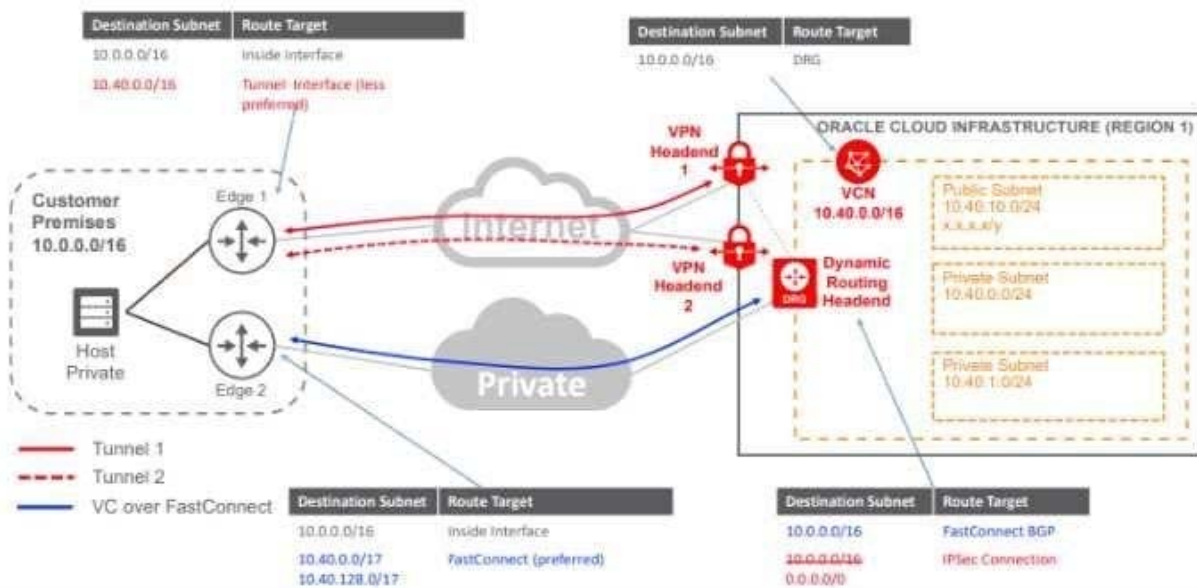 Destination Subnet Route Target
10.0.0.0/16 Inside Interface
10.40.0.0/16 Tunnel Interface (less
preferred)
Destination Subnet Route Target
10.0.0.0/16 DRG
ORACLE CLOUD INFRASTRUCTURE (REGION 1)
VPN
Headend
1
VCN
10.40.0.0/16
Public Subnet
10.40.10.0/24
x.x.x.x/y
Customer
Premises
10.0.0.0/16
Edge 1
Internet
VPN
Headend
2
DRG
Dynamic
Routing
Headend
Private Subnet
10.40.0.0/24
Host
Private
Edge 2
Private
Private Subnet
10.40.1.0/24
Tunnel 1
Tunnel 2
VC over FastConnect
Destination Subnet Route Target
10.0.0.0/16 Inside Interface
10.40.0.0/17 FastConnect (preferred)
10.40.128.0/17
Destination Subnet Route Target
10.0.0.0/16 FastConnect BGP
10.0.0.0/16 IPSec Connection
0.0.0.0/0